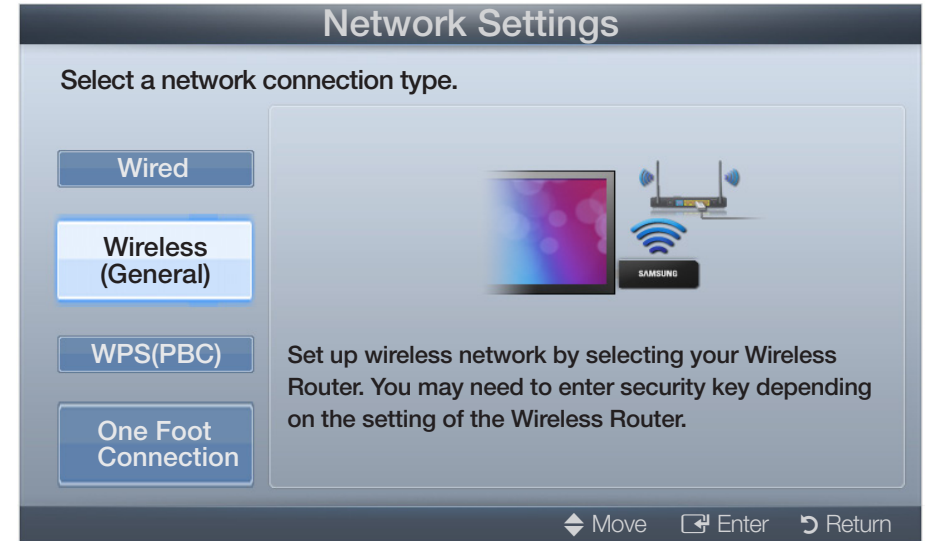 Network Settings
Select a network connection type.
Wired
Wireless
(General)
WPS(PBC)
One Foot
Connection
SAMSUNG
Set up wireless network by selecting your Wireless
Router. You may need to enter security key depending
on the setting of the Wireless Router.
Move Enter Return